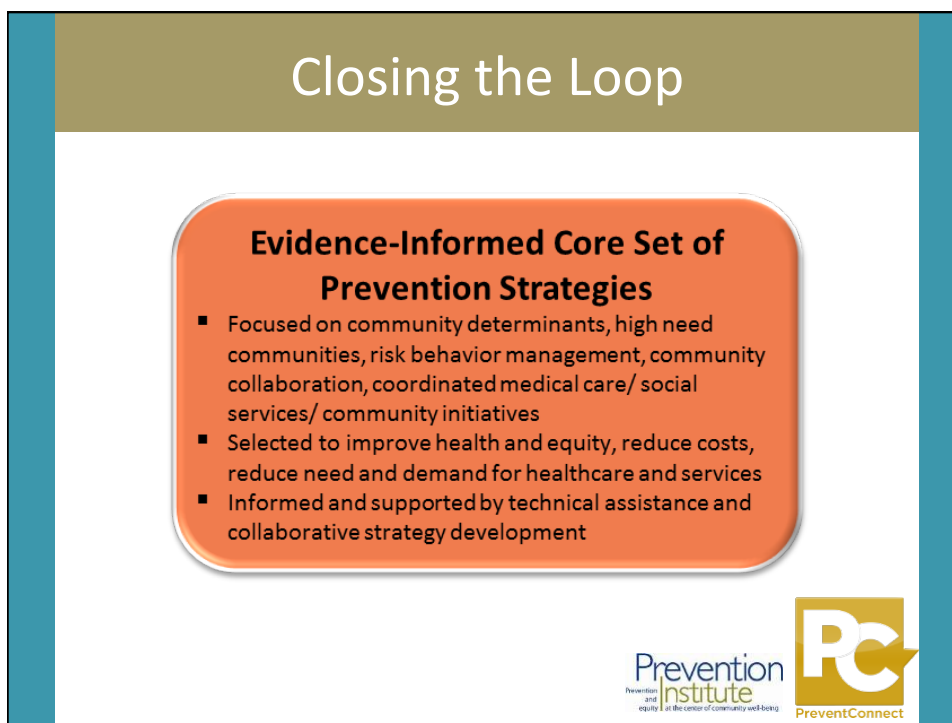 Closing the Loop
Evidence-Informed Core Set of
Prevention Strategies
▪ Focused on community determinants, high need
communities, risk behavior management, community
collaboration, coordinated medical care/ social
services/ community initiatives
▪ Selected to improve health and equity, reduce costs,
reduce need and demand for healthcare and services
▪ Informed and supported by technical assistance and
collaborative strategy development
Prevention
Institute
Prevention
and
equity at the center of community well-being
PC
PreventConnect